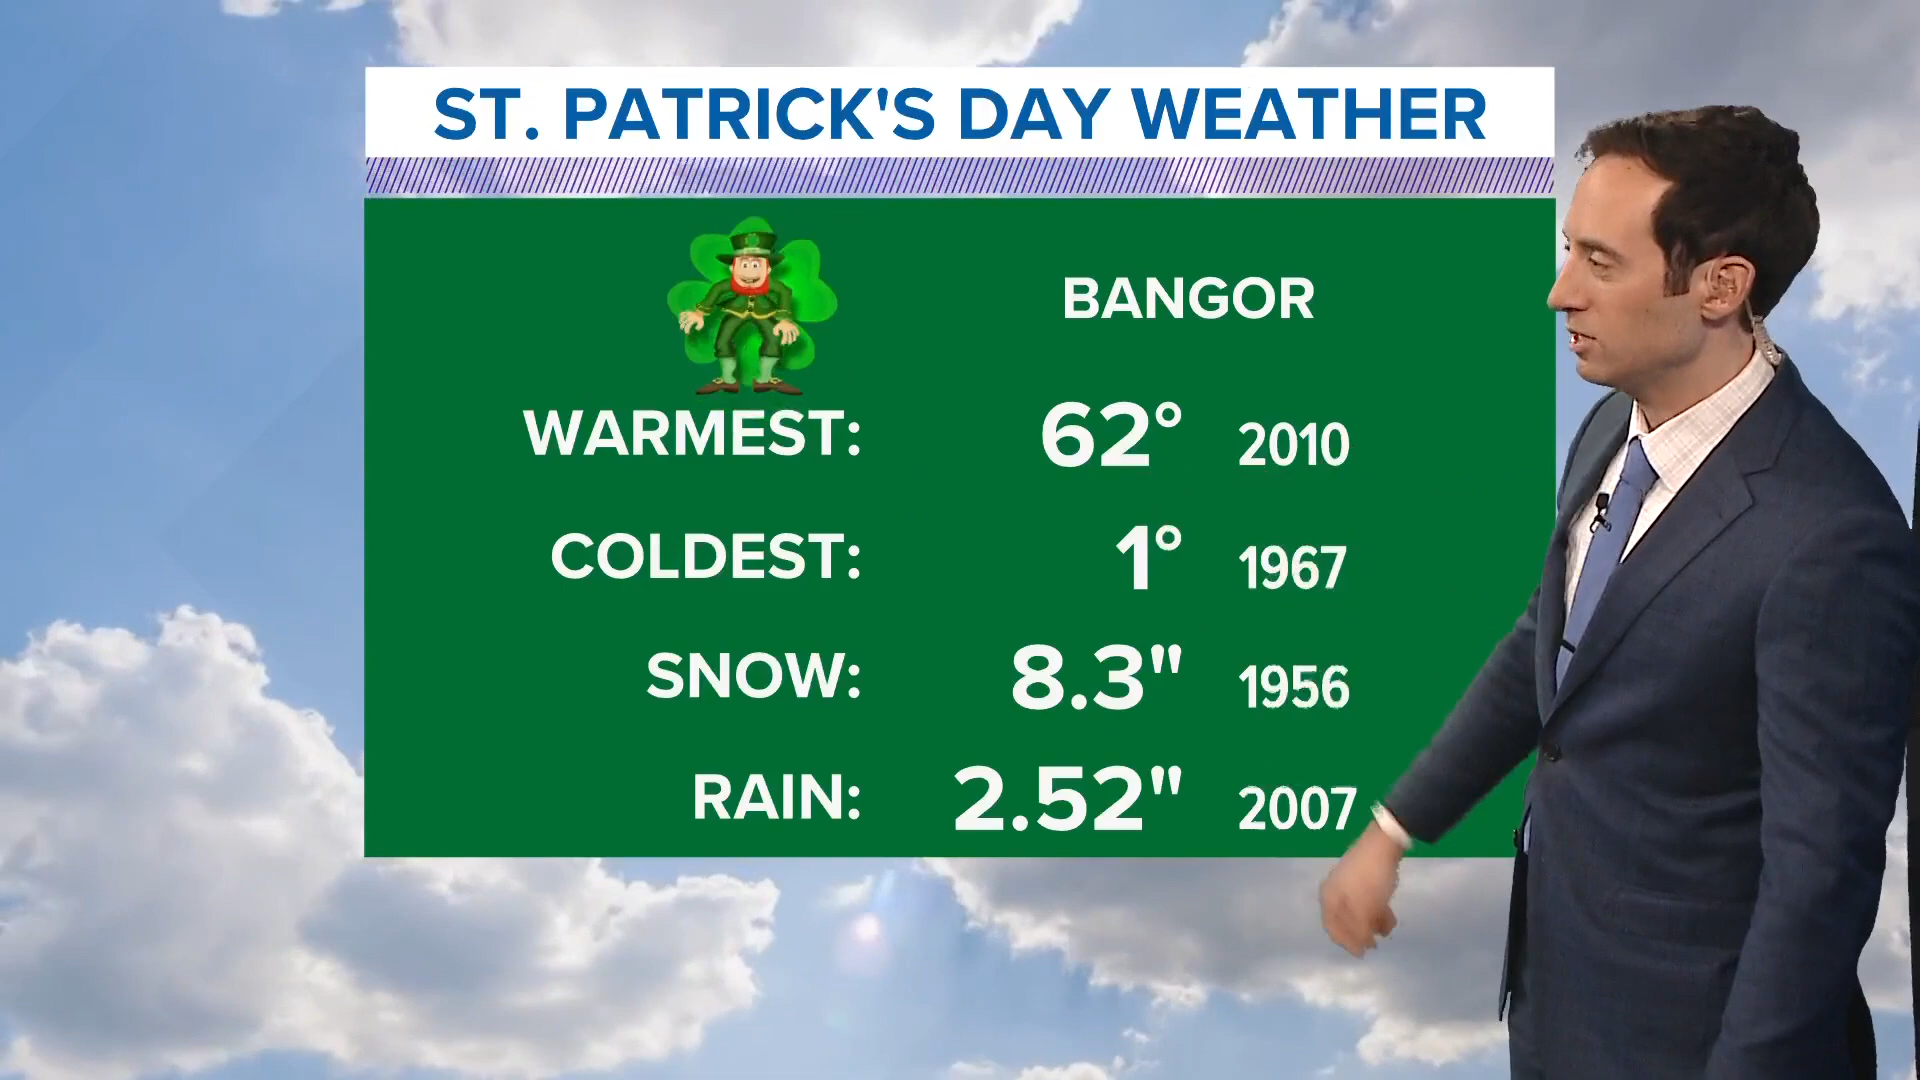 ST. PATRICK'S DAY WEATHER
BANGOR
WARMEST: 62° 2010
COLDEST: 1° 1967
SNOW: 8.3" 1956
RAIN: 2.52" 2007